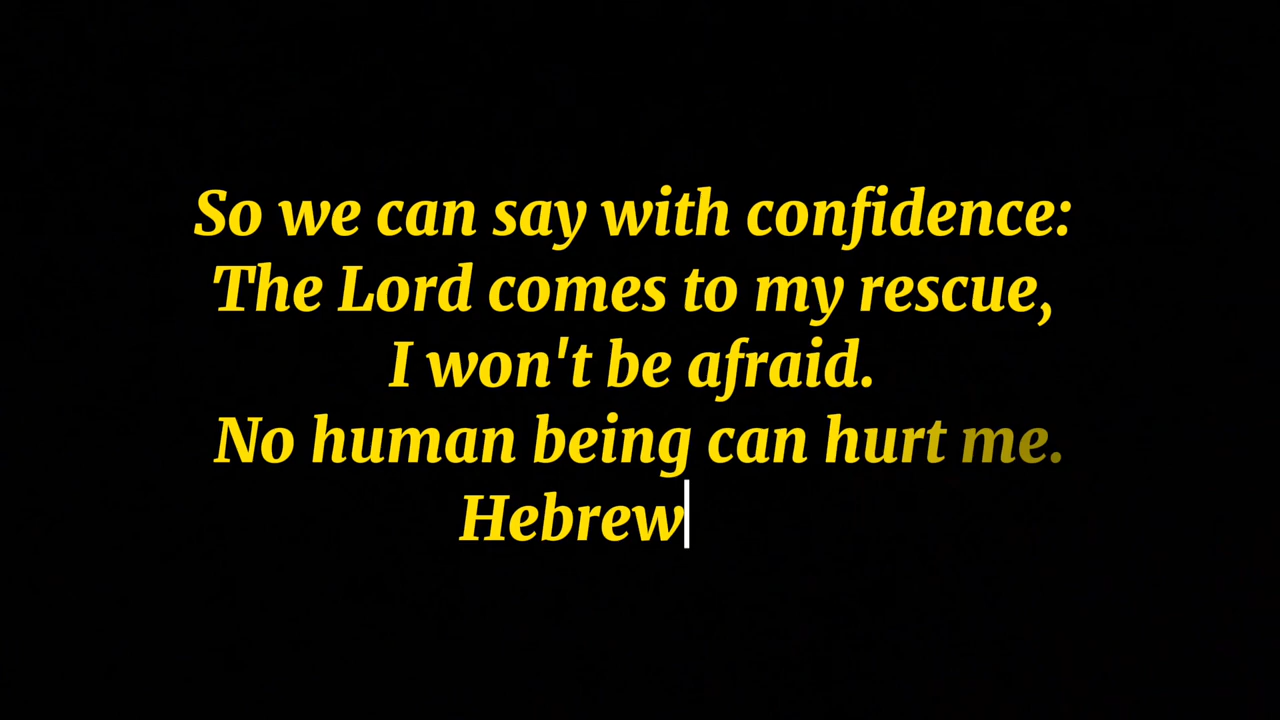 So we can say with confidence:
The Lord comes to my rescue,
I won't be afraid.
No human being can hurt me.
Hebrew